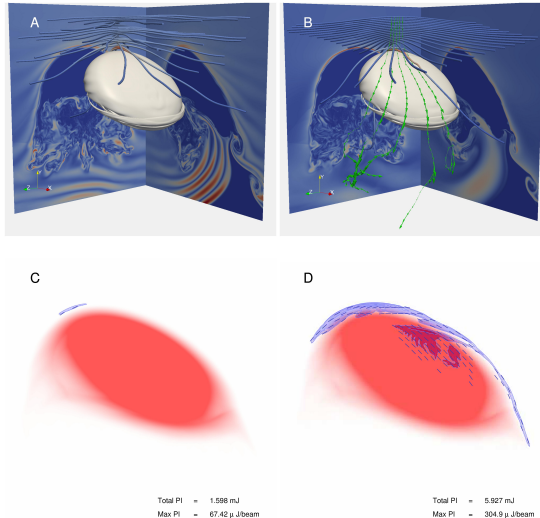 A
B
Z Y X
Z Y X
C
D
Total PI = 1.598 mJ
Max PI = 67.42 μ J/beam
Total PI = 5.927 mJ
Max PI = 304.9 μ J/beam